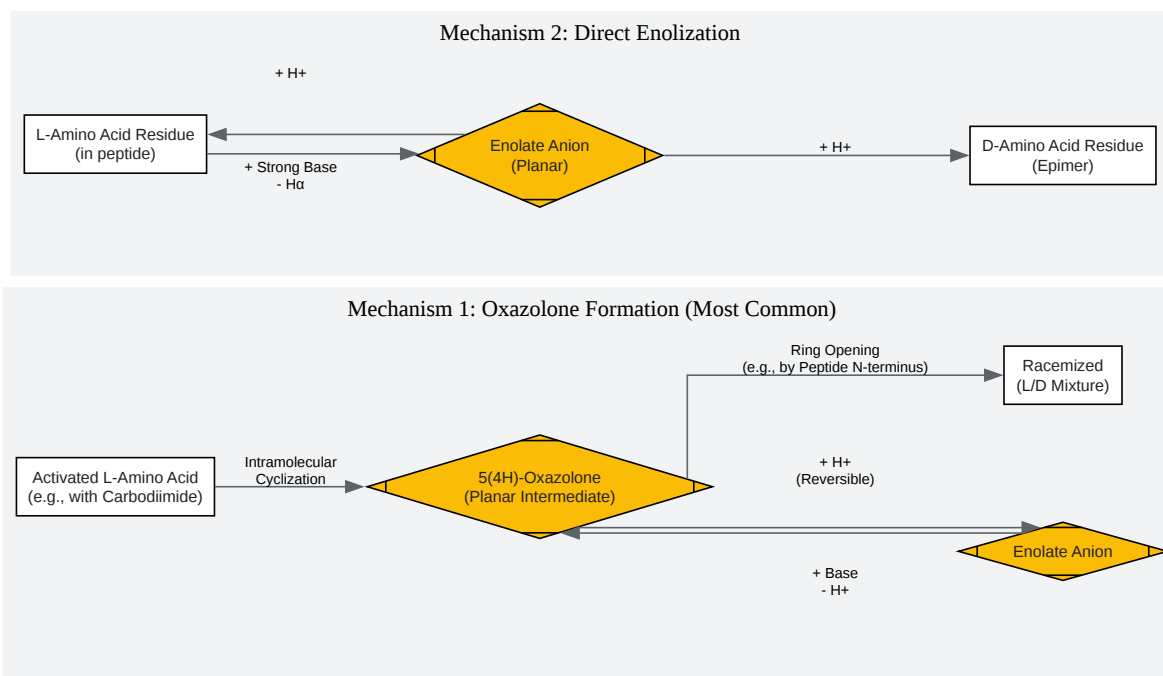 Mechanism 2: Direct Enolization
+ H+
L-Amino Acid Residue
(in peptide)
+ Strong Base
- Hα
Enolate Anion
(Planar)
+ H+
D-Amino Acid Residue
(Epimer)
Mechanism 1: Oxazolone Formation (Most Common)
Ring Opening
(e.g., by Peptide N-terminus)
Racemized
(L/D Mixture)
Activated L-Amino Acid
(e.g., with Carbodiimide)
Intramolecular
Cyclization
5(4H)-Oxazolone
(Planar Intermediate)
+ H+
(Reversible)
Enolate Anion
+ Base
- H+